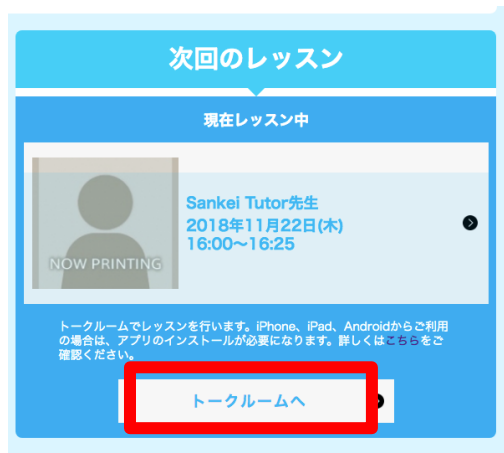 次回のレッスン
現在レッスン中
NOW PRINTING
Sankei Tutor先生
2018年11月22日(木)
16:00〜16:25
トークルームでレッスンを行います。iPhone、iPad、Androidからご利用
の場合は、アプリのインストールが必要になります。詳しくはこちらをご
確認ください。
トークルームへ